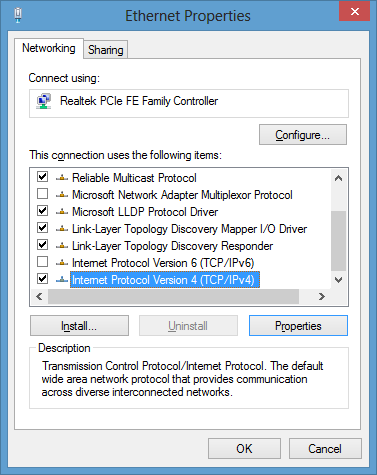 Ethernet Properties
Networking
Sharing
Connect using:
Realtek PCIe FE Family Controller
Configure...
This connection uses the following items:
Reliable Multicast Protocol
Microsoft Network Adapter Multiplexor Protocol
Microsoft LLDP Protocol Driver
Link-Layer Topology Discovery Mapper I/O Driver
Link-Layer Topology Discovery Responder
Internet Protocol Version 6 (TCP/IPv6)
Internet Protocol Version 4 (TCP/IPv4)
Install...
Uninstall
Properties
Description
Transmission Control Protocol/Internet Protocol. The default
wide area network protocol that provides communication
across diverse interconnected networks.
OK
Cancel